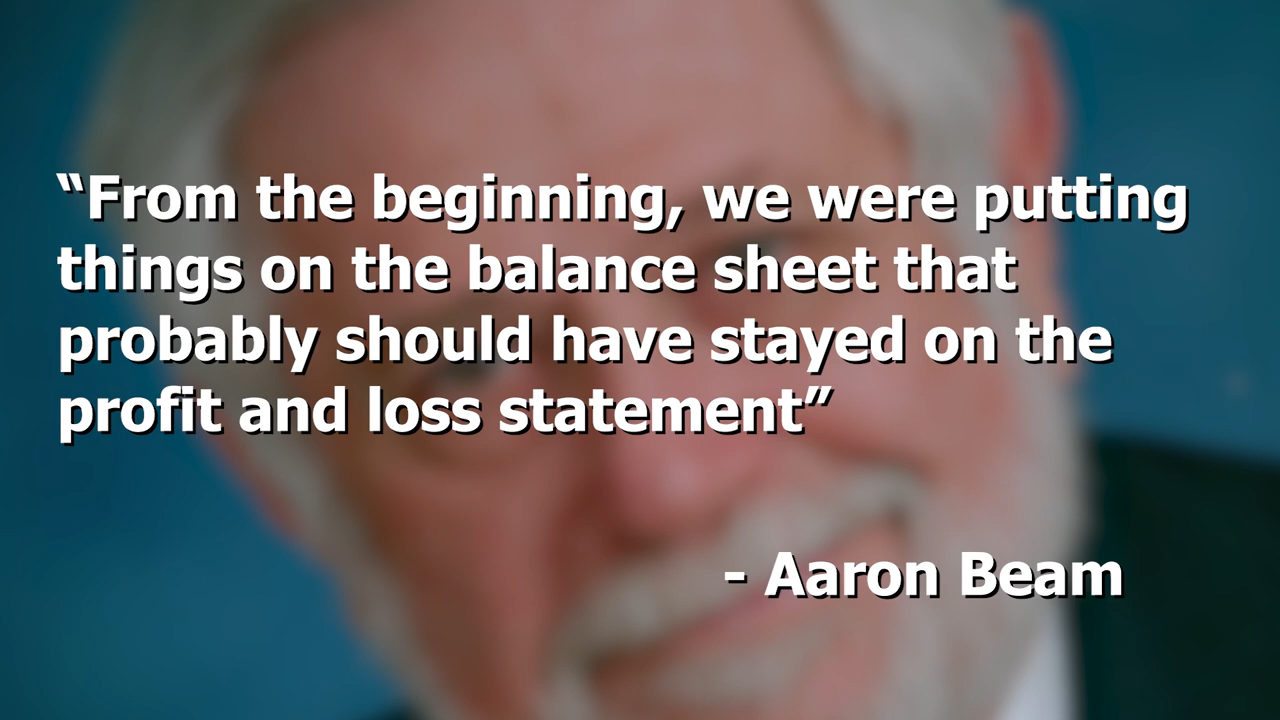 “From the beginning, we were putting
things on the balance sheet that
probably should have stayed on the
profit and loss statement”
- Aaron Beam